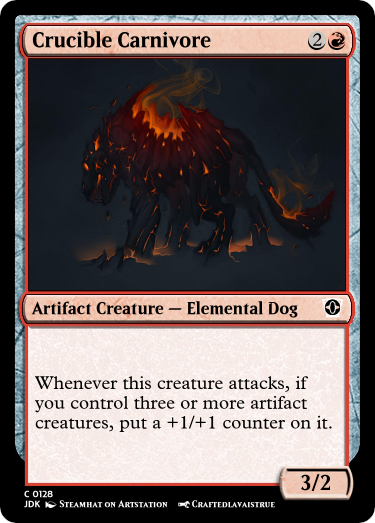 Crucible Carnivore 2
Artifact Creature — Elemental Dog
Whenever this creature attacks, if
you control three or more artifact
creatures, put a +1/+1 counter on it.
3/2
C 0128
JDK Steamhat on Artstation Craftedlavaistrue